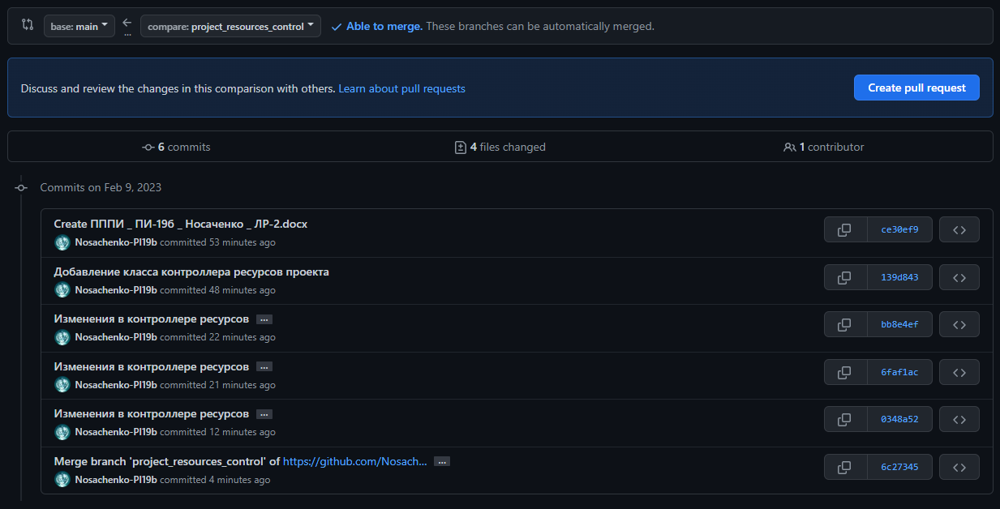 base: main
...
compare: project_resources_control
Able to merge. These branches can be automatically merged.
Discuss and review the changes in this comparison with others. Learn about pull requests
Create pull request
6 commits
4 files changed
1 contributor
Commits on Feb 9, 2023
Create ПППИ _ ПИ-19б _ Носаченко _ ЛР-2.docx
Nosachenko-PI19b committed 53 minutes ago
ce30ef9
Добавление класса контроллера ресурсов проекта
Nosachenko-PI19b committed 48 minutes ago
139d843
Изменения в контроллере ресурсов ...
Nosachenko-PI19b committed 22 minutes ago
bb8e4ef
Изменения в контроллере ресурсов ...
Nosachenko-PI19b committed 21 minutes ago
6faf1ac
Изменения в контроллере ресурсов ...
Nosachenko-PI19b committed 12 minutes ago
0348a52
Merge branch 'project_resources_control' of https://github.com/Nosach... ...
Nosachenko-PI19b committed 4 minutes ago
6c27345